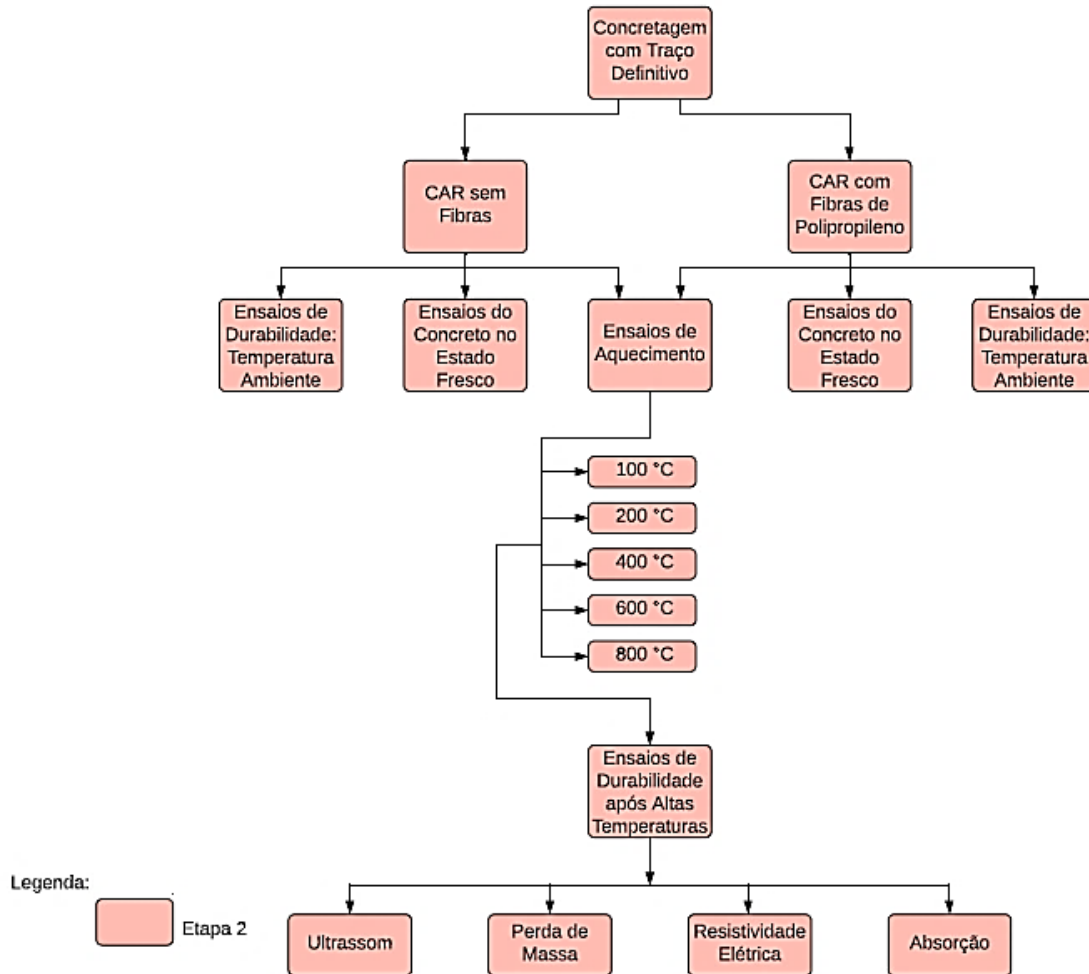 Concretagem
com Traço
Definitivo
CAR sem
Fibras
CAR com
Fibras de
Polipropileno
Ensaios de
Durabilidade:
Temperatura
Ambiente
Ensaios do
Concreto no
Estado
Fresco
Ensaios de
Aquecimento
Ensaios do
Concreto no
Estado
Fresco
Ensaios de
Durabilidade:
Temperatura
Ambiente
100 °C
200 °C
400 °C
600 °C
800 °C
Ensaios de
Durabilidade
após Altas
Temperaturas
Legenda:
Etapa 2
Ultrassom
Perda de
Massa
Resistividade
Elétrica
Absorção